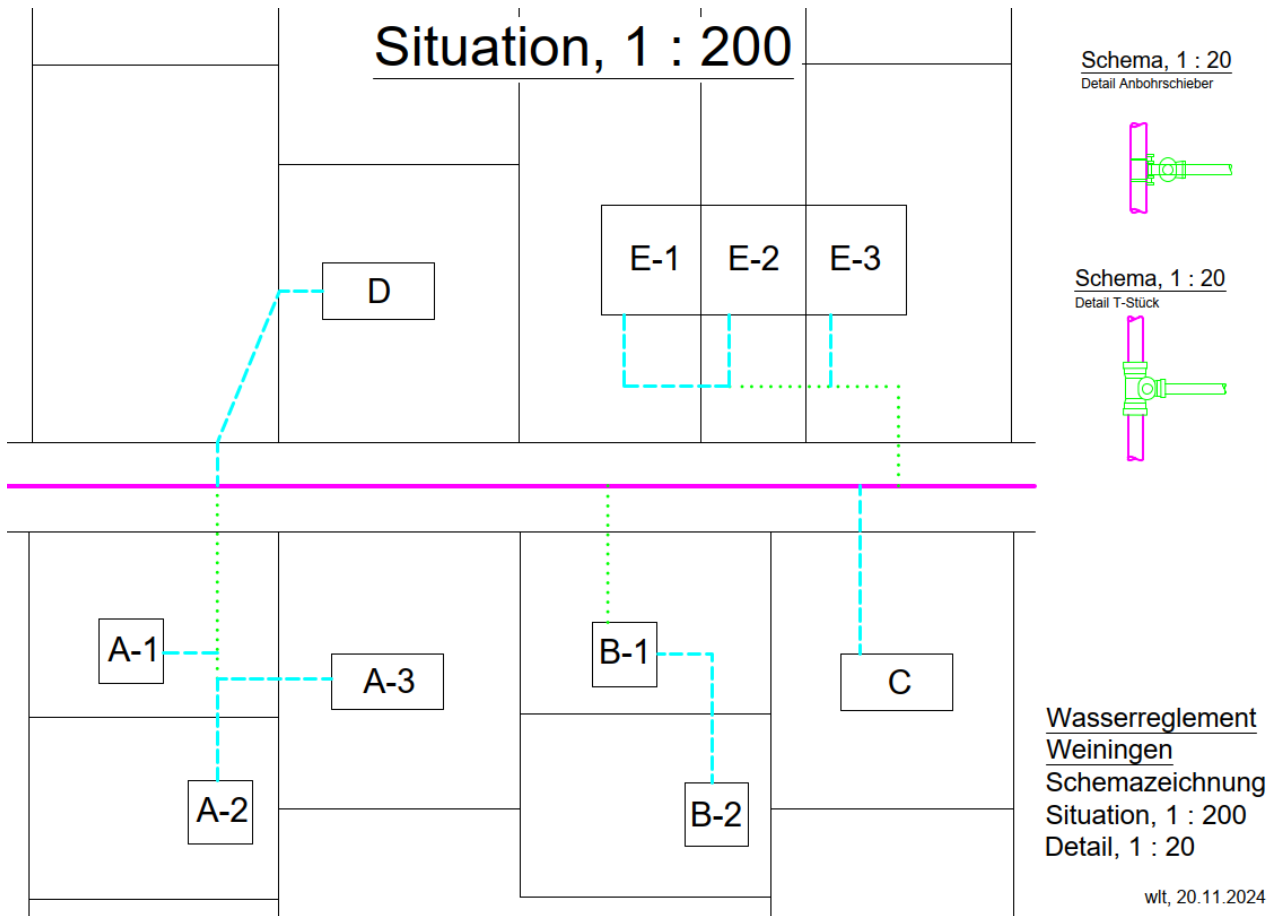 Situation, 1 : 200
Schema, 1 : 20
Detail Anbohrschieber
Schema, 1 : 20
Detail T-Stück
E-1
E-2
E-3
D
A-1
A-3
A-2
B-1
B-2
C
Wasserreglement
Weiningen
Schemazeichnung
Situation, 1 : 200
Detail, 1 : 20
wlt, 20.11.2024